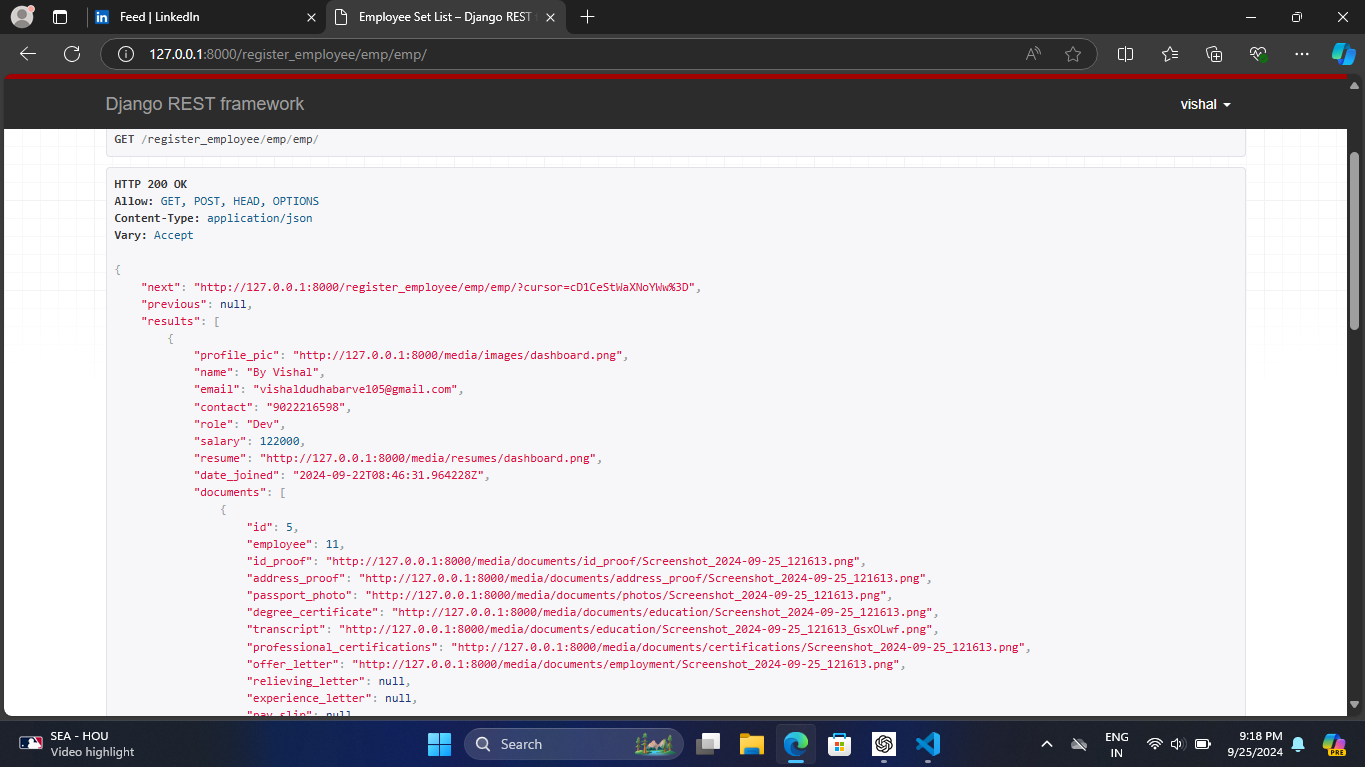 Feed | LinkedIn
Employee Set List – Django REST
127.0.0.1:8000/register_employee/emp/emp/
Django REST framework
vishal
GET /register_employee/emp/emp/
HTTP 200 OK
Allow: GET, POST, HEAD, OPTIONS
Content-Type: application/json
Vary: Accept
{
"next": "http://127.0.0.1:8000/register_employee/emp/emp/?cursor=cD1CeStWaXNoYWw%3D",
"previous": null,
"results": [
{
"profile_pic": "http://127.0.0.1:8000/media/images/dashboard.png",
"name": "By Vishal",
"email": "vishaldudhabarve105@gmail.com",
"contact": "9022216598",
"role": "Dev",
"salary": 122000,
"resume": "http://127.0.0.1:8000/media/resumes/dashboard.png",
"date_joined": "2024-09-22T08:46:31.964228Z",
"documents": [
{
"id": 5,
"employee": 11,
"id_proof": "http://127.0.0.1:8000/media/documents/id_proof/Screenshot_2024-09-25_121613.png",
"address_proof": "http://127.0.0.1:8000/media/documents/address_proof/Screenshot_2024-09-25_121613.png",
"passport_photo": "http://127.0.0.1:8000/media/documents/photos/Screenshot_2024-09-25_121613.png",
"degree_certificate": "http://127.0.0.1:8000/media/documents/education/Screenshot_2024-09-25_121613.png",
"transcript": "http://127.0.0.1:8000/media/documents/education/Screenshot_2024-09-25_121613_GsxOLwf.png",
"professional_certifications": "http://127.0.0.1:8000/media/documents/certifications/Screenshot_2024-09-25_121613.png",
"offer_letter": "http://127.0.0.1:8000/media/documents/employment/Screenshot_2024-09-25_121613.png",
"relieving_letter": null,
"experience_letter": null,
"pay_slip": null
SEA - HOU
Video highlight
Search
ENG
IN
9:18 PM
9/25/2024
PRE